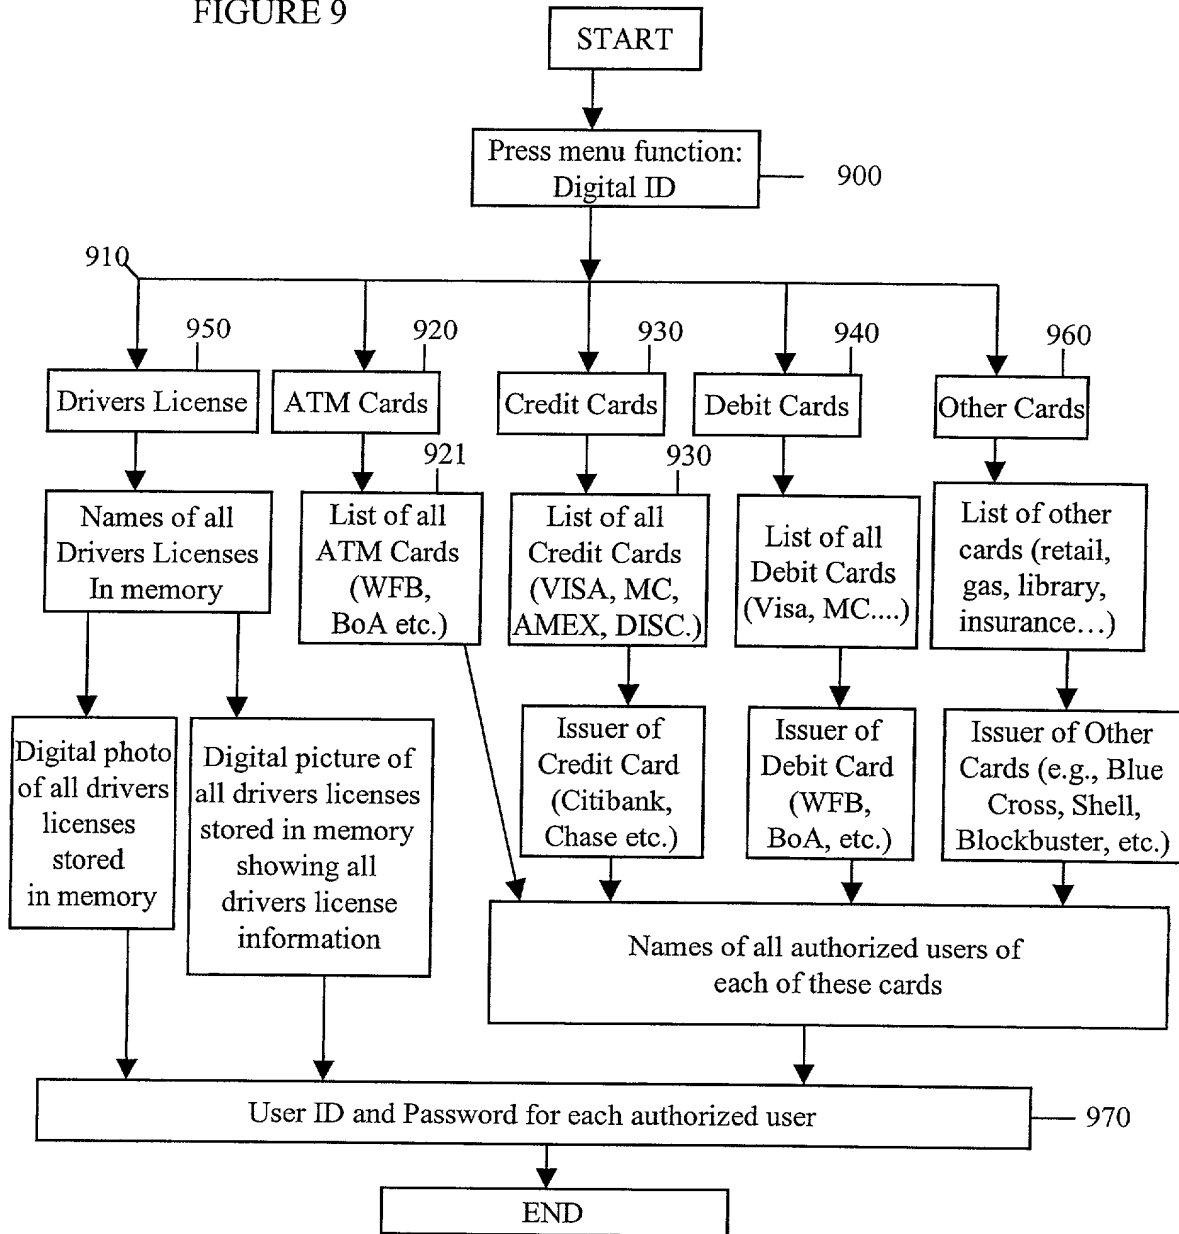 FIGURE 9
START
Press menu function:
Digital ID
900
910
950
920
930
940
960
Drivers License
ATM Cards
Credit Cards
Debit Cards
Other Cards
921
930
Names of all
Drivers Licenses
In memory
List of all
ATM Cards
(WFB,
BoA etc.)
List of all
Credit Cards
(VISA, MC,
AMEX, DISC.)
List of all
Debit Cards
(Visa, MC....)
List of other
cards (retail,
gas, library,
insurance…)
Digital photo
of all drivers
licenses
stored
in memory
Digital picture of
all drivers licenses
stored in memory
showing all
drivers license
information
Issuer of
Credit Card
(Citibank,
Chase etc.)
Issuer of
Debit Card
(WFB,
BoA, etc.)
Issuer of Other
Cards (e.g., Blue
Cross, Shell,
Blockbuster, etc.)
Names of all authorized users of
each of these cards
User ID and Password for each authorized user
970
END